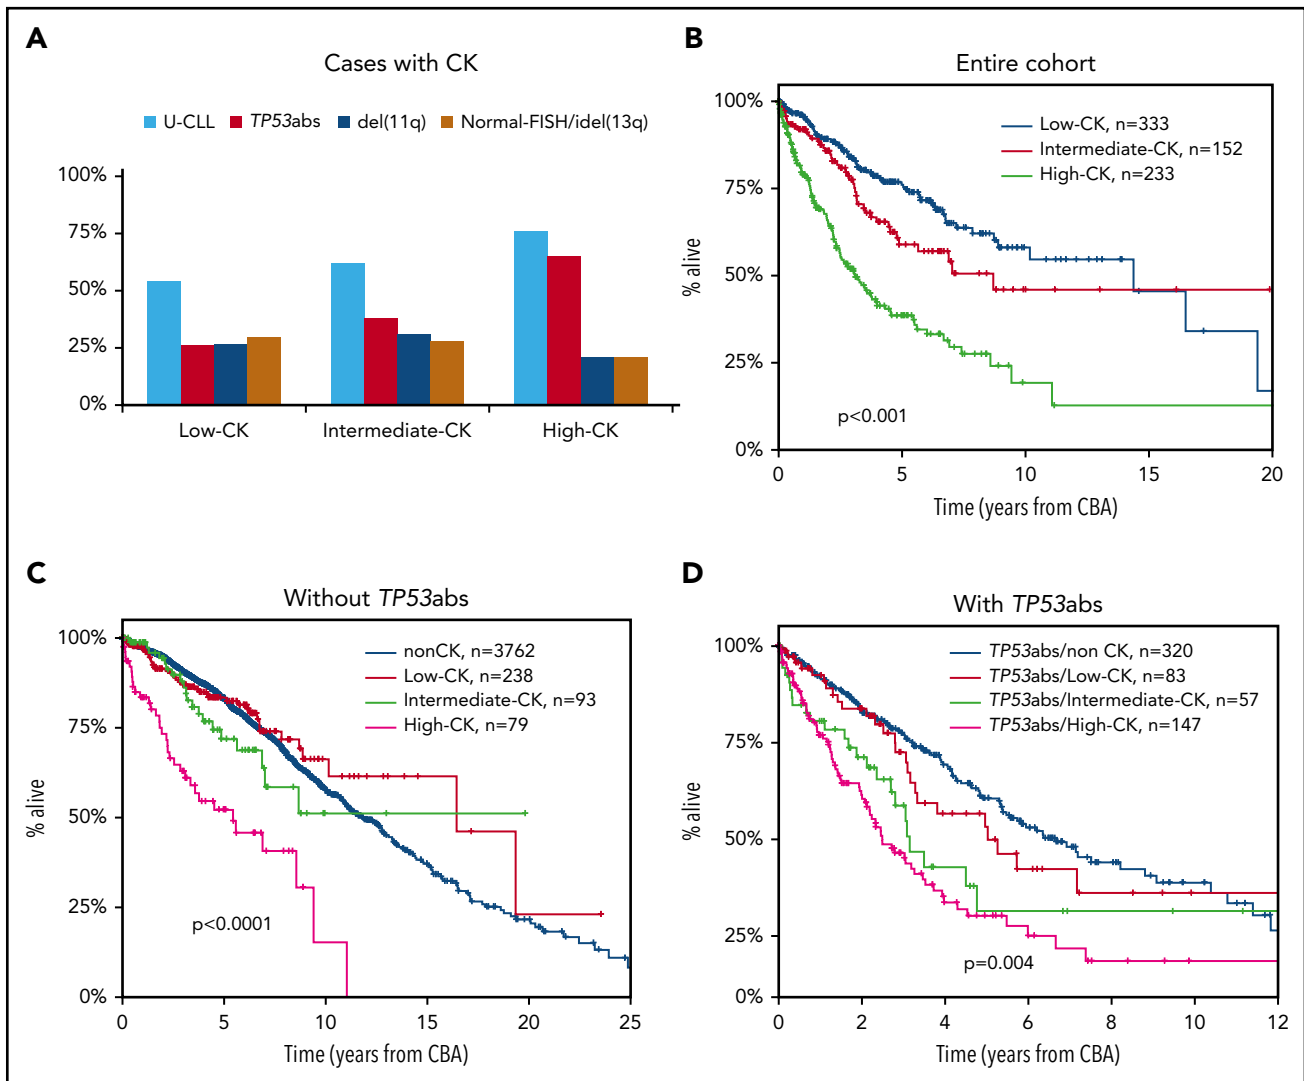 A
Cases with CK
U-CLL TP53abs del(11q) Normal-FISH/idel(13q)
100%
75%
50%
25%
0%
Low-CK Intermediate-CK High-CK
B
Entire cohort
Low-CK, n=333
Intermediate-CK, n=152
High-CK, n=233
100%
75%
50%
25%
0%
% alive
p<0.001
0 5 10 15 20
Time (years from CBA)
C
Without TP53abs
nonCK, n=3762
Low-CK, n=238
Intermediate-CK, n=93
High-CK, n=79
100%
75%
50%
25%
0%
% alive
p<0.0001
0 5 10 15 20 25
Time (years from CBA)
D
With TP53abs
TP53abs/non CK, n=320
TP53abs/Low-CK, n=83
TP53abs/Intermediate-CK, n=57
TP53abs/High-CK, n=147
100%
75%
50%
25%
0%
% alive
p=0.004
0 2 4 6 8 10 12
Time (years from CBA)